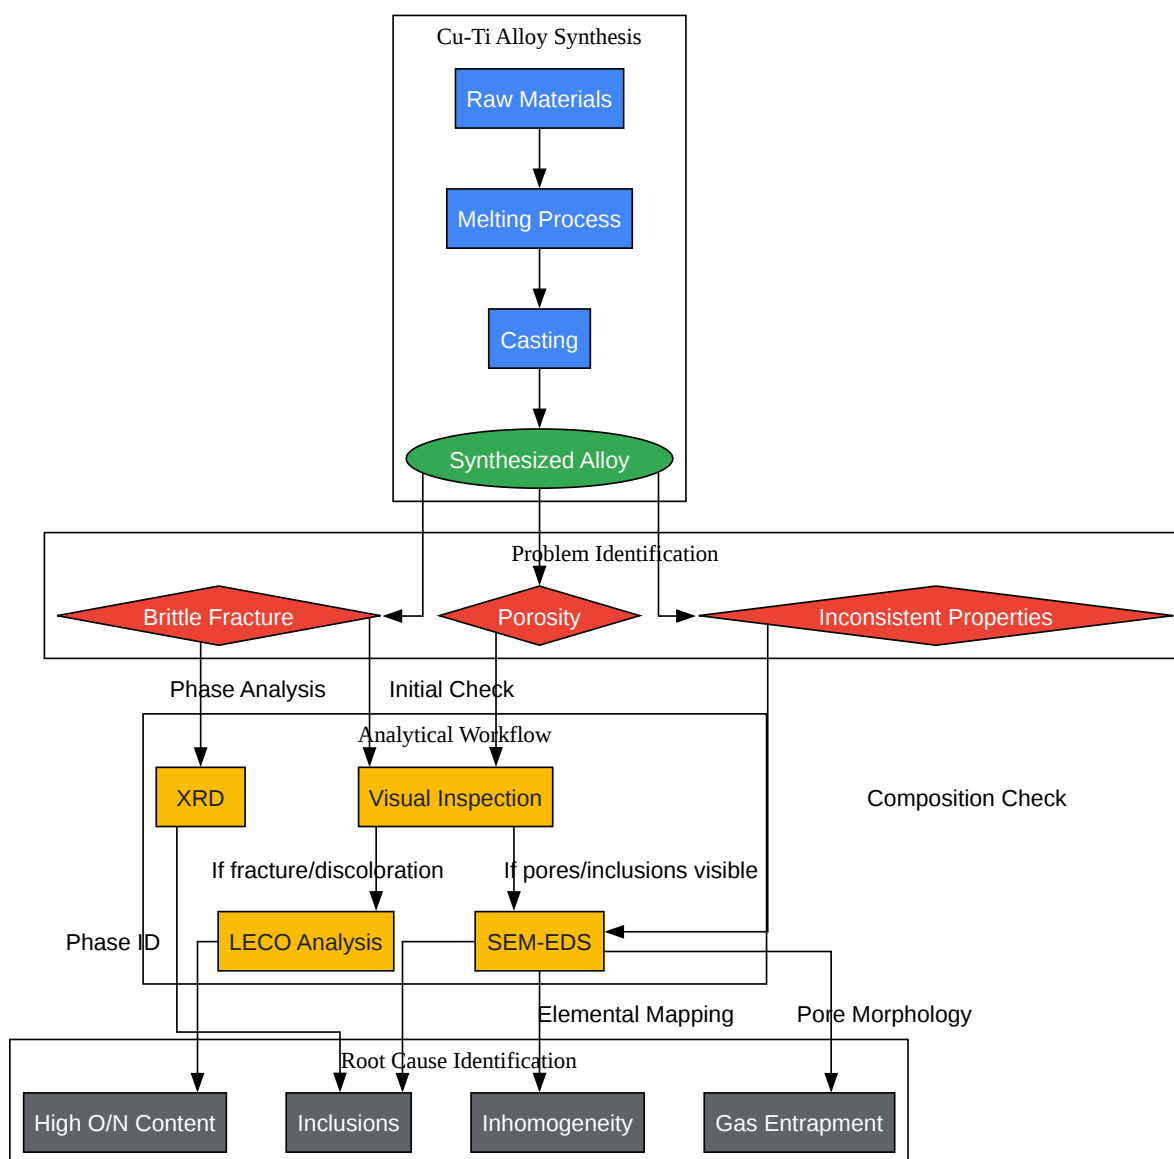 Cu-Ti Alloy Synthesis
Raw Materials
Melting Process
Casting
Synthesized Alloy
Problem Identification
Brittle Fracture
Porosity
Inconsistent Properties
Phase Analysis
Initial Check
Analytical Workflow
XRD
Visual Inspection
Composition Check
If fracture/discoloration
If pores/inclusions visible
Phase ID
LECO Analysis
SEM-EDS
Elemental Mapping
Pore Morphology
Root Cause Identification
High O/N Content
Inclusions
Inhomogeneity
Gas Entrapment